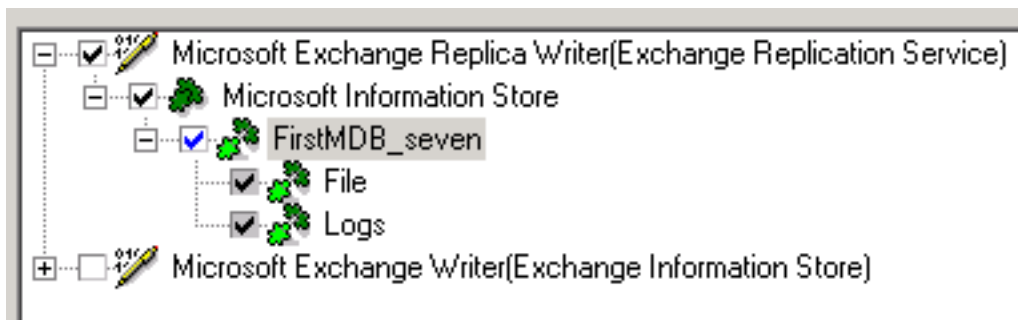 Microsoft Exchange Replica Writer(Exchange Replication Service)
Microsoft Information Store
FirstMDB_seven
File
Logs
Microsoft Exchange Writer(Exchange Information Store)